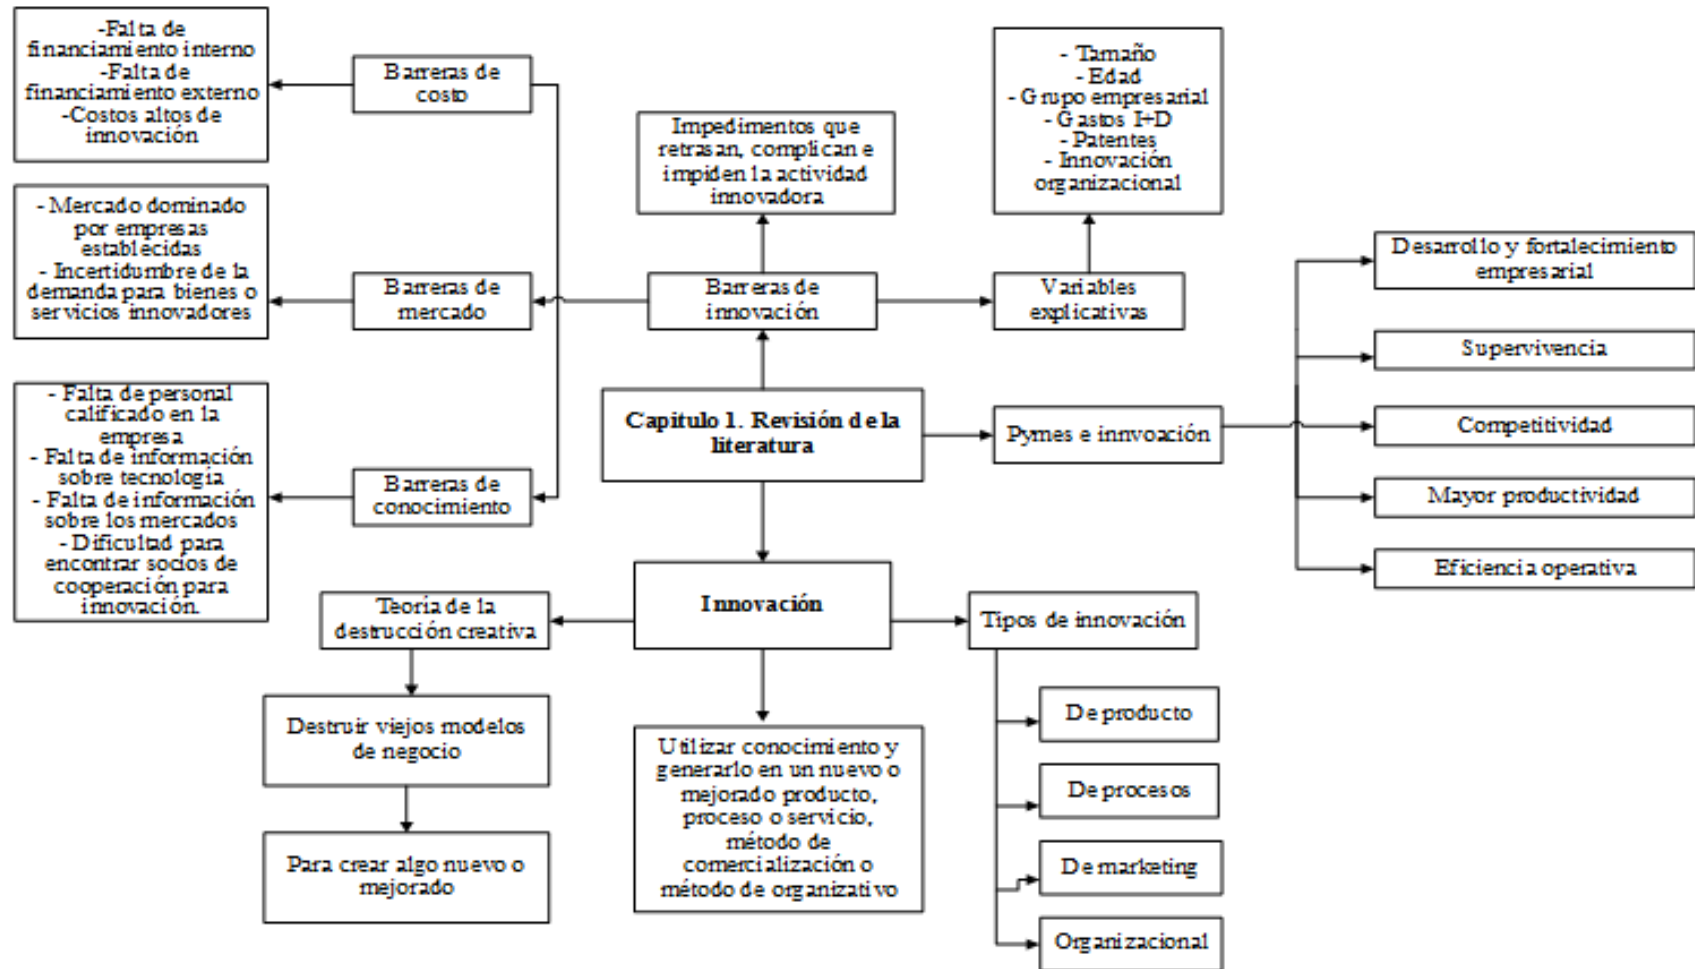 -Falta de
financiamiento interno
-Falta de
financiamiento externo
-Costos altos de
innovación
Barreras de
costo
Impedimentos que
retrasan, complican e
impiden la actividad
innovadora
- Tamaño
- Edad
- Grupo empresarial
- Gastos I+D
- Patentes
- Innovación
organizacional
- Mercado dominado
por empresas
establecidas
- Incertidumbre de la
demanda para bienes o
servicios innovadores
Barreras de
mercado
Barreras de
innovación
Variables
explicativas
Desarrollo y fortalecimiento
empresarial
Supervivencia
Competitividad
Mayor productividad
Eficiencia operativa
Capitulo 1. Revisión de la
literatura
Pymes e innvoación
- Falta de personal
calificado en la
empresa
- Falta de información
sobre tecnología
- Falta de información
sobre los mercados
- Dificultad para
encontrar socios de
cooperación para
innovación.
Barreras de
conocimiento
Innovación
Teoría de la
destrucción creativa
Tipos de innovación
Destruir viejos modelos
de negocio
Para crear algo nuevo o
mejorado
Utilizar conocimiento y
generarlo en un nuevo o
mejorado producto,
proceso o servicio,
método de
comercialización o
método de organizativo
De producto
De procesos
De marketing
Organizacional